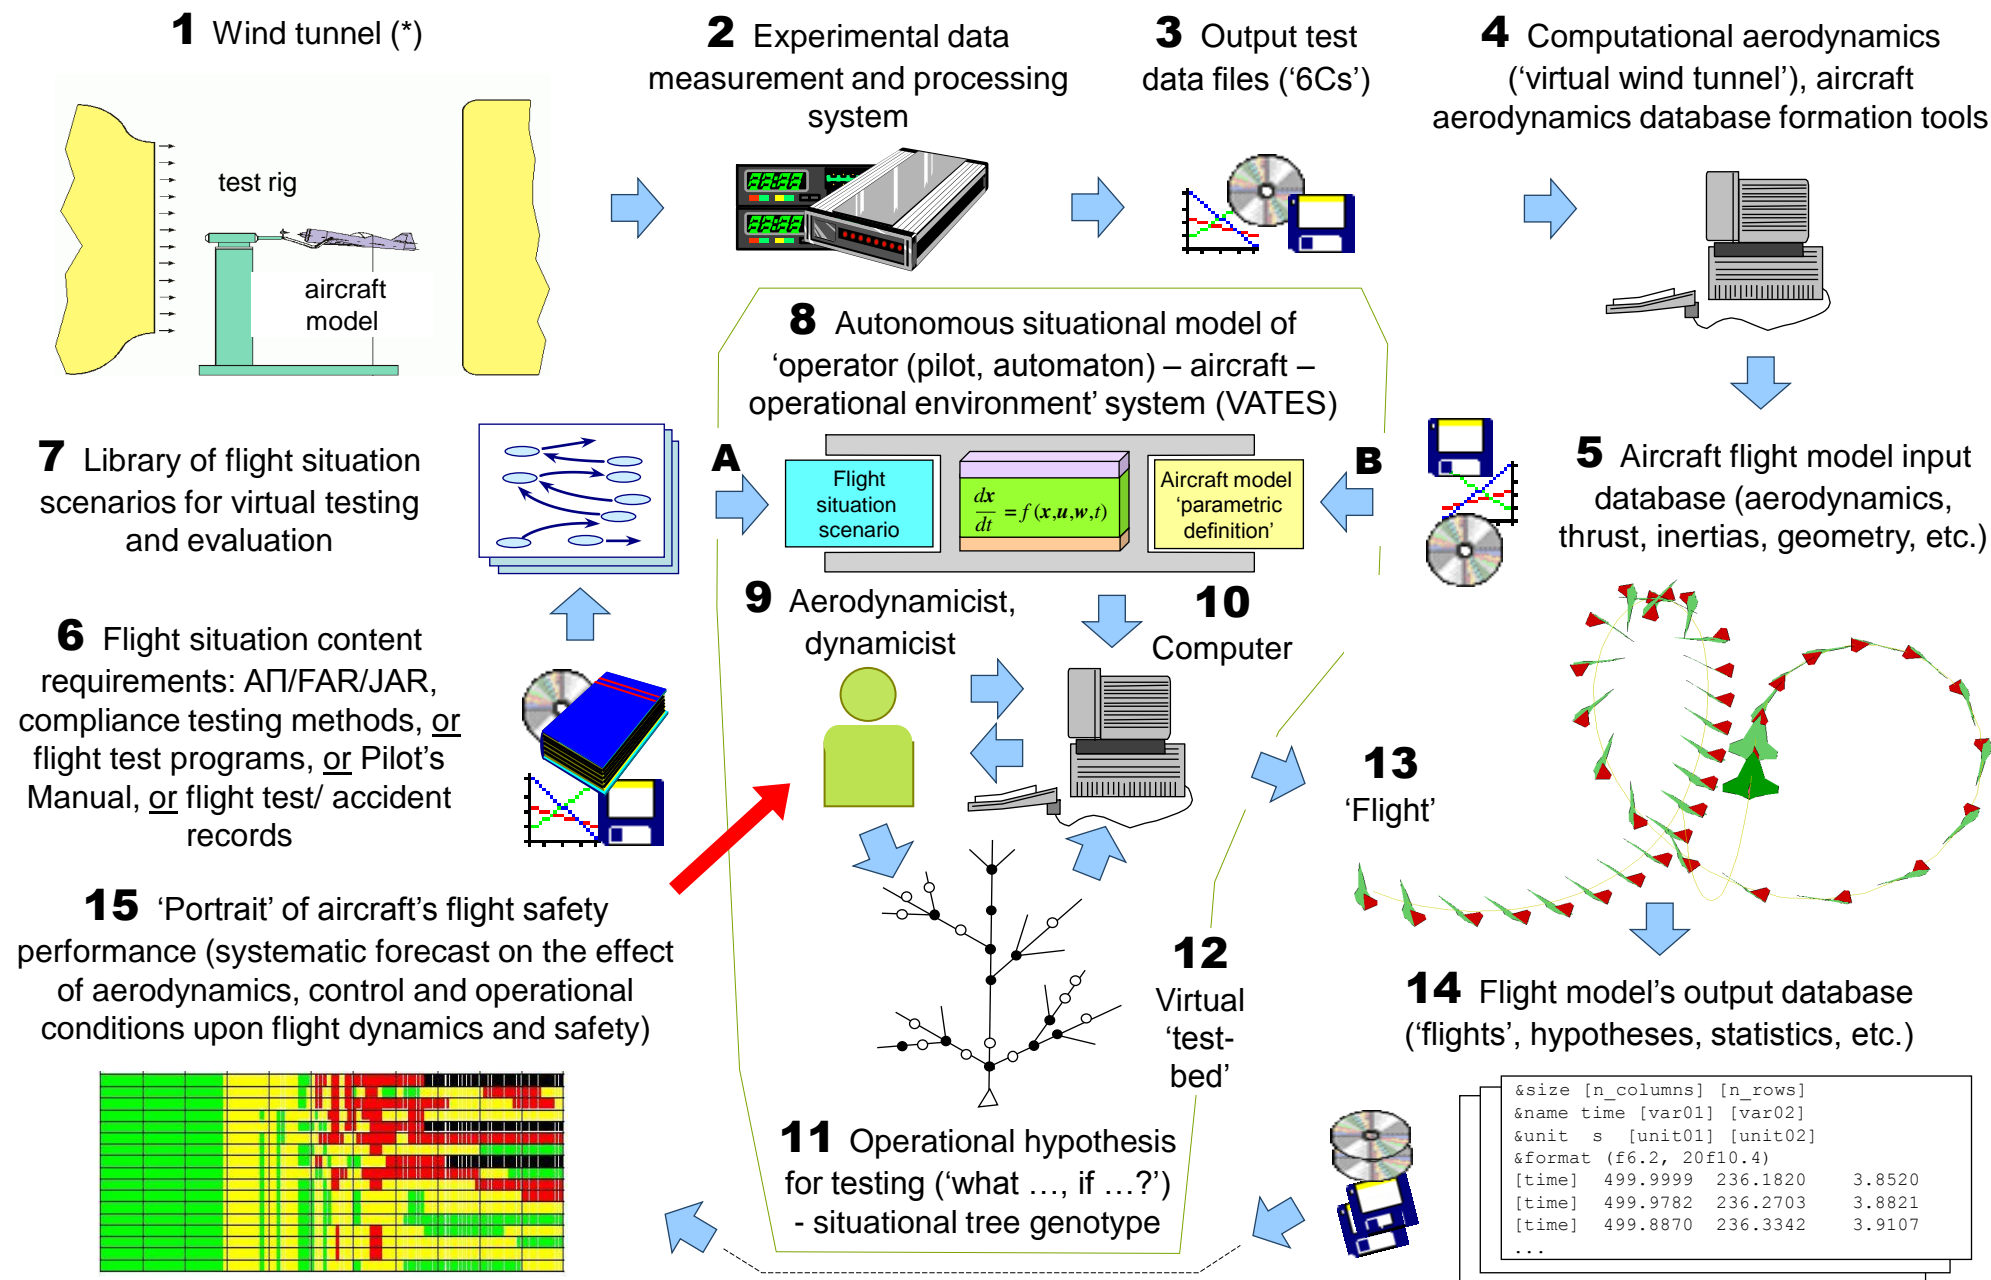 1 Wind tunnel (*)
test rig
aircraft
model
2 Experimental data
measurement and processing
system
3 Output test
data files (‘6Cs’)
4 Computational aerodynamics
(‘virtual wind tunnel’), aircraft
aerodynamics database formation tools
8 Autonomous situational model of
‘operator (pilot, automaton) – aircraft –
operational environment’ system (VATES)
A
Flight
situation
scenario
dx
dt
= f (x,u,w,t)
Aircraft model
‘parametric
definition’
B
5 Aircraft flight model input
database (aerodynamics,
thrust, inertias, geometry, etc.)
7 Library of flight situation
scenarios for virtual testing
and evaluation
6 Flight situation content
requirements: АП/FAR/JAR,
compliance testing methods, or
flight test programs, or Pilot’s
Manual, or flight test/ accident
records
9 Aerodynamicist,
dynamicist
10
Computer
13
‘Flight’
15 ‘Portrait’ of aircraft’s flight safety
performance (systematic forecast on the effect
of aerodynamics, control and operational
conditions upon flight dynamics and safety)
12
Virtual
‘test-
bed’
11 Operational hypothesis
for testing (‘what …, if …?’)
- situational tree genotype
14 Flight model’s output database
(‘flights’, hypotheses, statistics, etc.)
&size [n_columns] [n_rows]
&name time [var01] [var02]
&unit s [unit01] [unit02]
&format (f6.2, 20f10.4)
[time] 499.9999 236.1820 3.8520
[time] 499.9782 236.2703 3.8821
[time] 499.8870 236.3342 3.9107
...